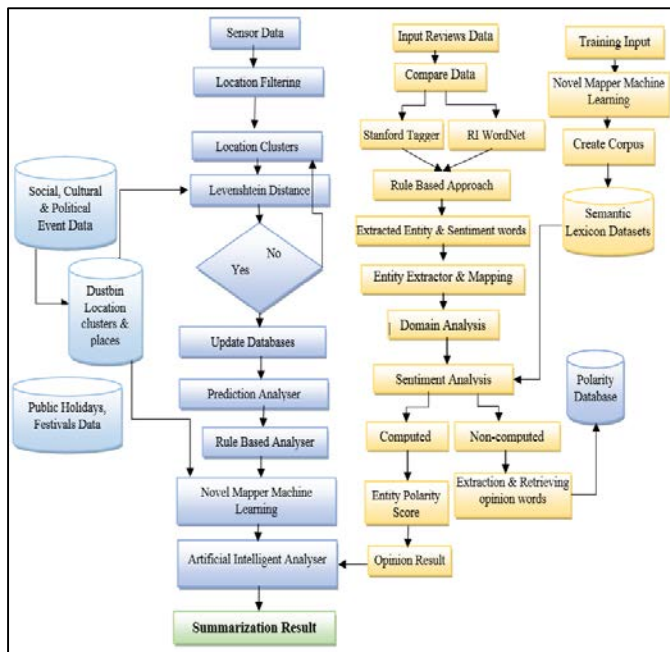 Sensor Data
Location Filtering
Location Clusters
Levenshtein Distance
No
Yes
Update Databases
Prediction Analyser
Rule Based Analyser
Novel Mapper Machine
Learning
Artificial Intelligent Analyser
Summarization Result
Social, Cultural
& Political
Event Data
Dustbin
Location
clusters &
places
Public Holidays,
Festivals Data
Input Reviews Data
Compare Data
Stanford Tagger
RI WordNet
Rule Based Approach
Extracted Entity & Sentiment words
Entity Extractor & Mapping
Domain Analysis
Sentiment Analysis
Computed
Non-computed
Entity Polarity
Score
Extraction & Retrieving
opinion words
Opinion Result
Training Input
Novel Mapper Machine
Learning
Create Corpus
Semantic
Lexicon Datasets
Polarity
Database